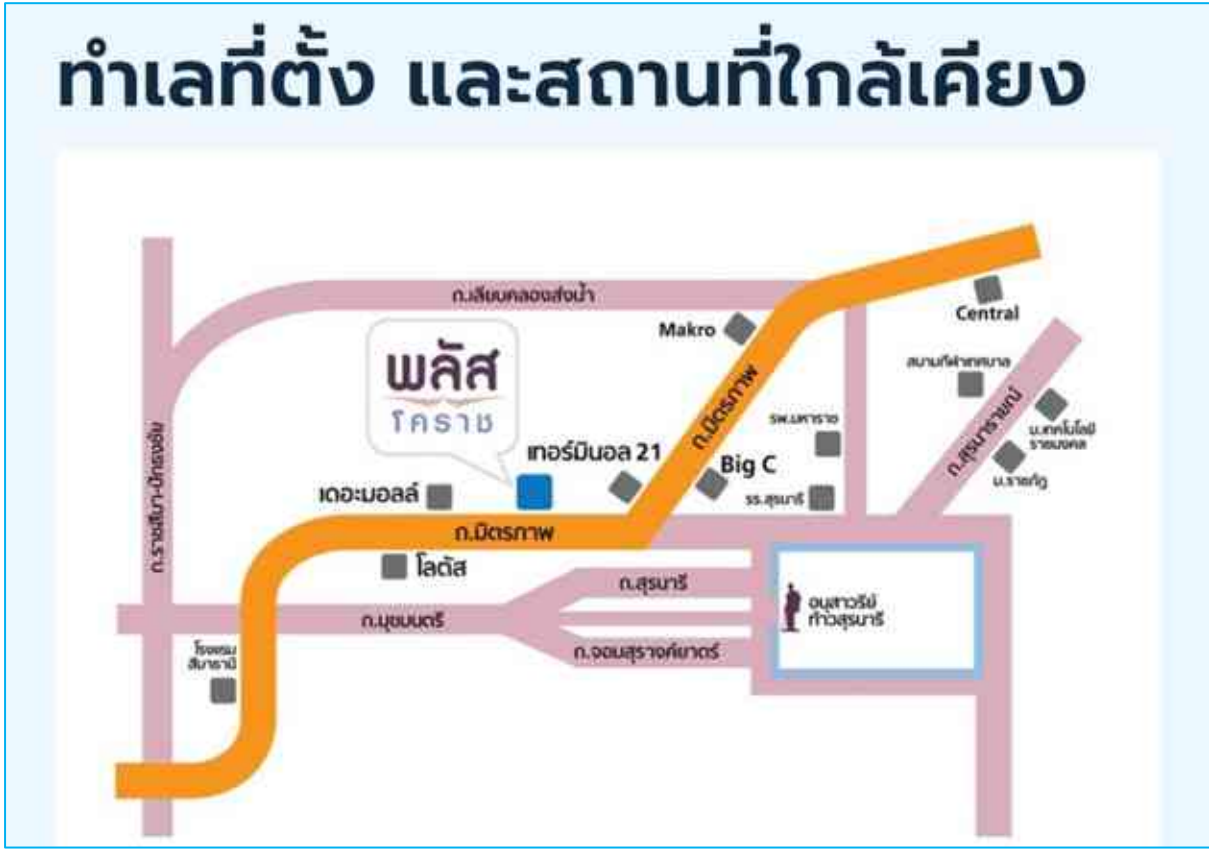 ทำเลที่ตั้ง และสถานที่ใกล้เคียง
ถ.เลียบคลองส่งน้ำ
Central
Makro
พลัส
โคราช
สนามกีฬาเทศบาล
ถ.มิตรภาพ
รพ.มหาราช
ถ.สุรนารายณ์
ม.เทคโนโลยี
ราชมงคล
ม.ราชภัฏ
เทอร์มินอล 21
Big C
เดอะมอลล์
รร.สุรนารี
ถ.ราชสีมา-ปักธงชัย
ถ.มิตรภาพ
โลตัส
ถ.สุรนารี
อนุสาวรีย์
ท้าวสุรนารี
ถ.มุขมนตรี
ถ.จอมสุรางค์ยาตร์
โรงแรม
สีมาธานี